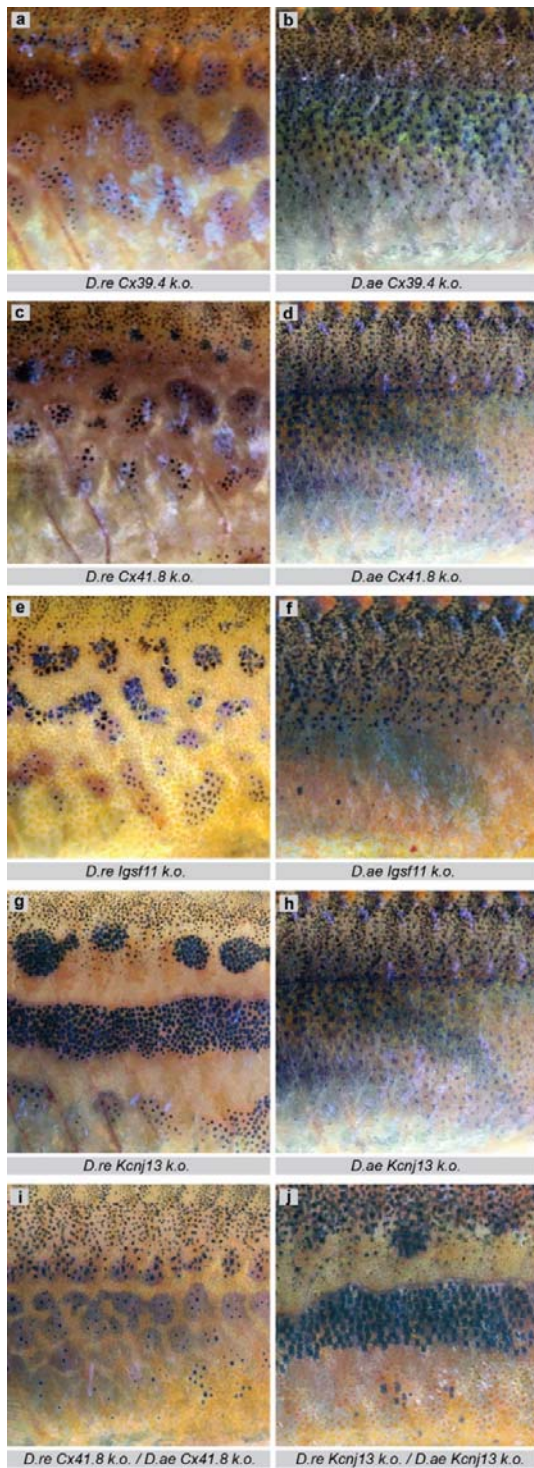 a
b
D.re Cx39.4 k.o.
D.ae Cx39.4 k.o.
c
d
D.re Cx41.8 k.o.
D.ae Cx41.8 k.o.
e
f
D.re Igsf11 k.o.
D.ae Igsf11 k.o.
g
h
D.re Kcnj13 k.o.
D.ae Kcnj13 k.o.
i
j
D.re Cx41.8 k.o. / D.ae Cx41.8 k.o.
D.re Kcnj13 k.o. / D.ae Kcnj13 k.o.